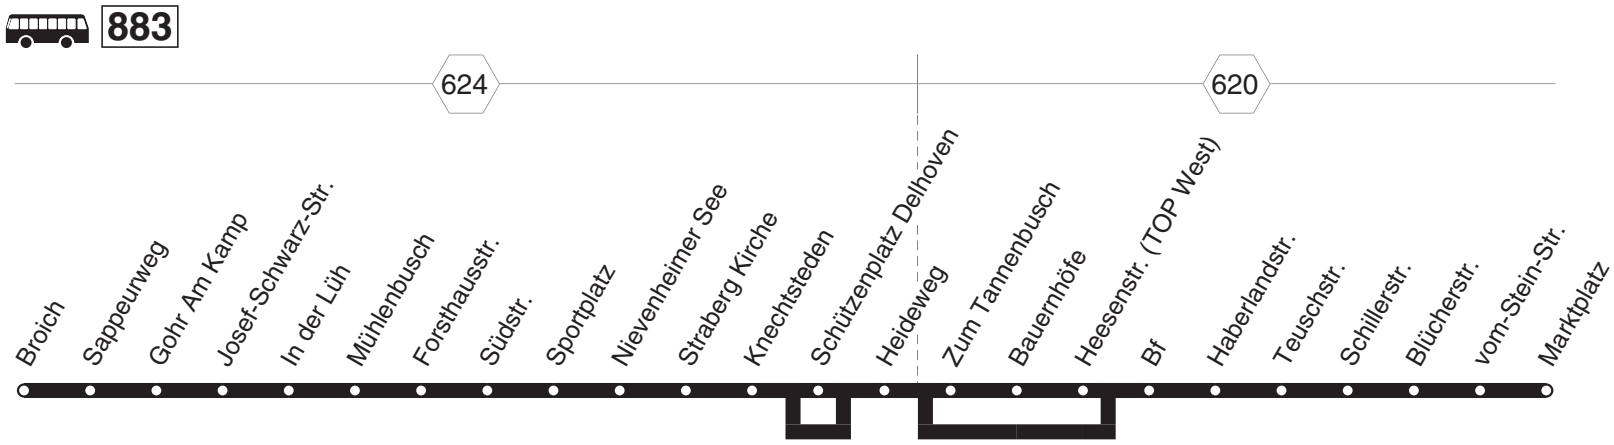 883
624
620
Broich
Sappeurweg
Gohr Am Kamp
Josef-Schwarz-Str.
In der Lüh
Mühlenbusch
Forsthausstr.
Südstr.
Sportplatz
Nievenheimer See
Straberg Kirche
Knechtsteden
Schützenplatz Delhoven
Heideweg
Zum Tannenbusch
Bauernhöfe
Heesenstr. (TOP West)
Bf
Haberlandstr.
Teuschstr.
Schillerstr.
Blücherstr.
vom-Stein-Str.
Marktplatz